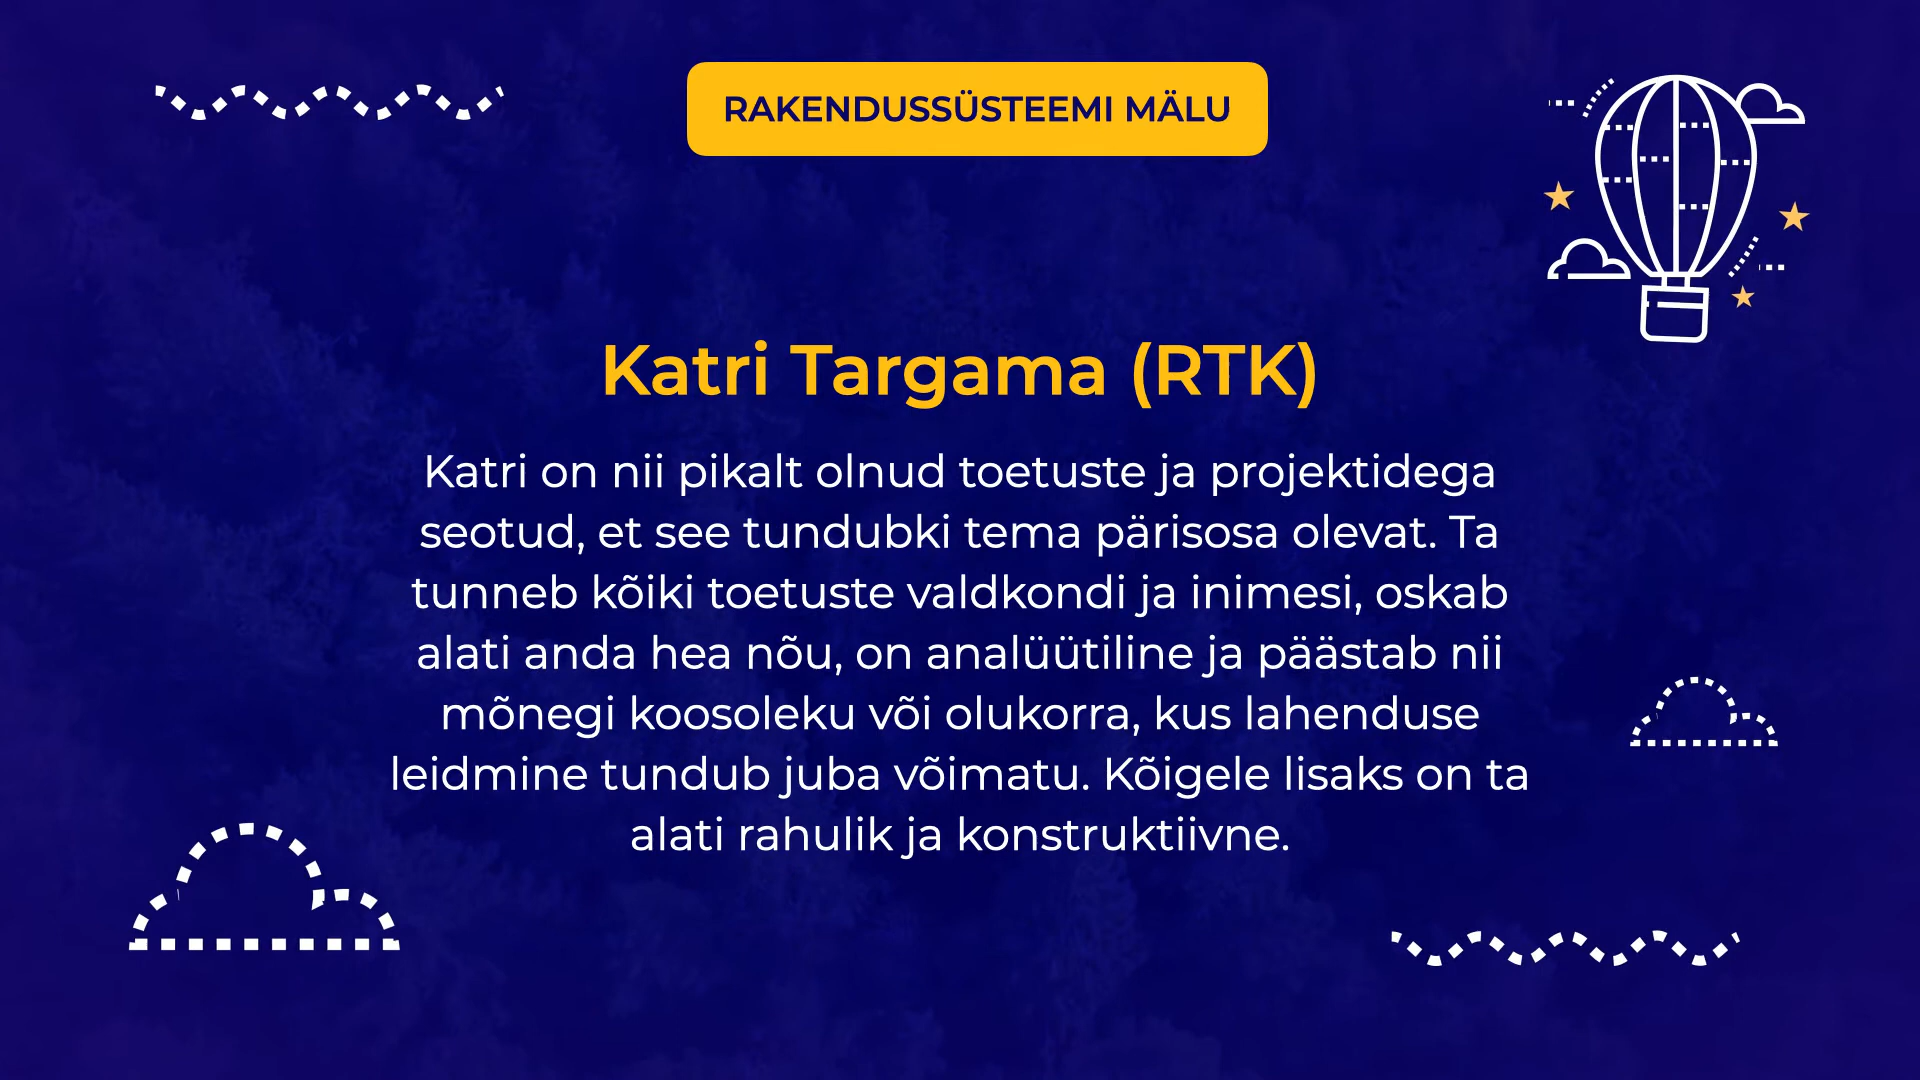 RAKENDUSSÜSTEEMI MÄLU
Katri Targama (RTK)
Katri on nii pikalt olnud toetuste ja projektidega
seotud, et see tundubki tema pärisosa olevat. Ta
tunneb kõiki toetuste valdkondi ja inimesi, oskab
alati anda hea nõu, on analüütiline ja päästab nii
mõnegi koosoleku või olukorra, kus lahenduse
leidmine tundub juba võimatu. Kõigele lisaks on ta
alati rahulik ja konstruktiivne.